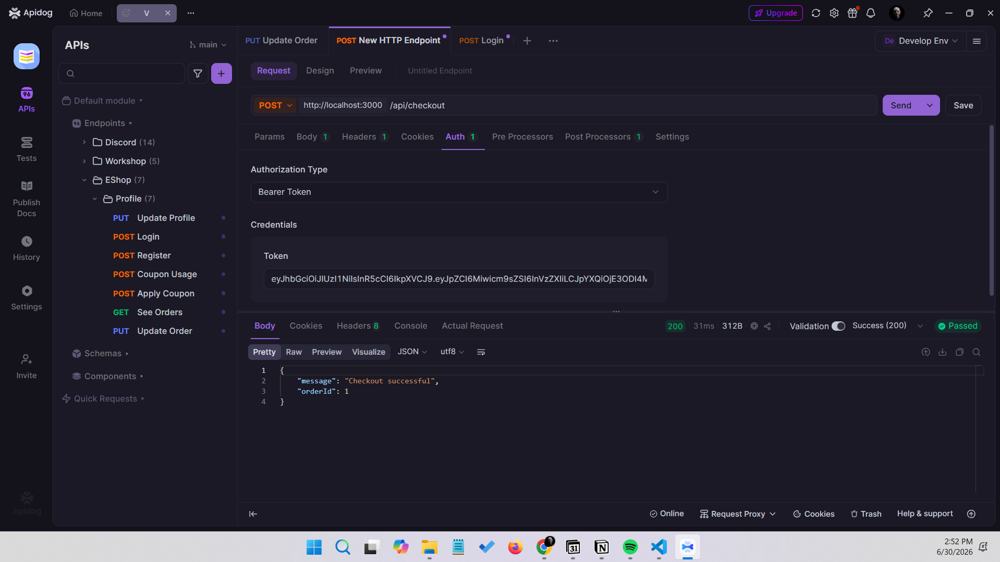 Apidog
Home
V
Upgrade
APIs
main
PUT Update Order
POST New HTTP Endpoint
POST Login
De Develop Env
Request
Design
Preview
Untitled Endpoint
POST
http://localhost:3000
/api/checkout
Send
Save
APIs
Tests
Publish
Docs
History
Settings
Invite
Apidog
Default module
Endpoints
Discord (14)
Workshop (5)
EShop (7)
Profile (7)
PUT Update Profile
POST Login
POST Register
POST Coupon Usage
POST Apply Coupon
GET See Orders
PUT Update Order
Schemas
Components
Quick Requests
Params
Body 1
Headers 1
Cookies
Auth 1
Pre Processors
Post Processors 1
Settings
Authorization Type
Bearer Token
Credentials
Token
eyJhbGciOiJIUzI1NiIsInR5cCI6IkpXVCJ9.eyJpZCI6Miwicm9sZSI6InVzZXIiLCJpYXQiOjE3ODI4M
Body
Cookies
Headers 8
Console
Actual Request
200
31ms
312B
Validation
Success (200)
Passed
Pretty
Raw
Preview
Visualize
JSON
utf8
1 {
2 "message": "Checkout successful",
3 "orderId": 1
4 }
Online
Request Proxy
Cookies
Trash
Help & support
31
2:52 PM
6/30/2026